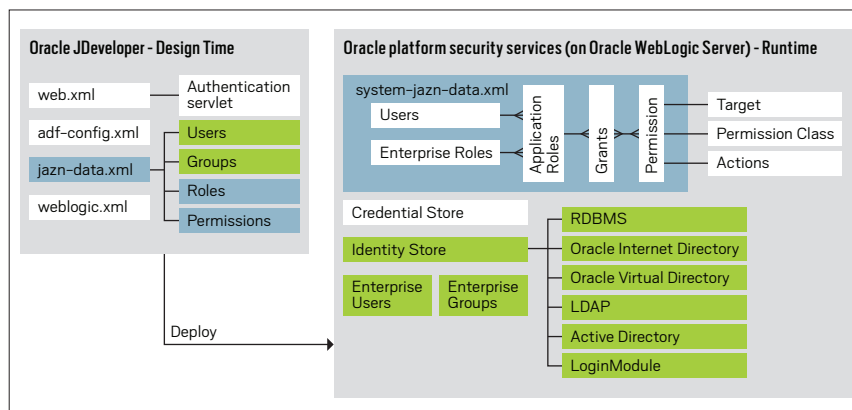 Oracle JDeveloper - Design Time
web.xml
Authentication
servlet
adf-config.xml
Users
Groups
jazn-data.xml
Roles
weblogic.xml
Permissions
Deploy
Oracle platform security services (on Oracle WebLogic Server) - Runtime
system-jazn-data.xml
Users
Enterprise Roles
Application
Roles
Grants
Permission
Target
Permission Class
Actions
Credential Store
Identity Store
Enterprise
Users
Enterprise
Groups
RDBMS
Oracle Internet Directory
Oracle Virtual Directory
LDAP
Active Directory
LoginModule